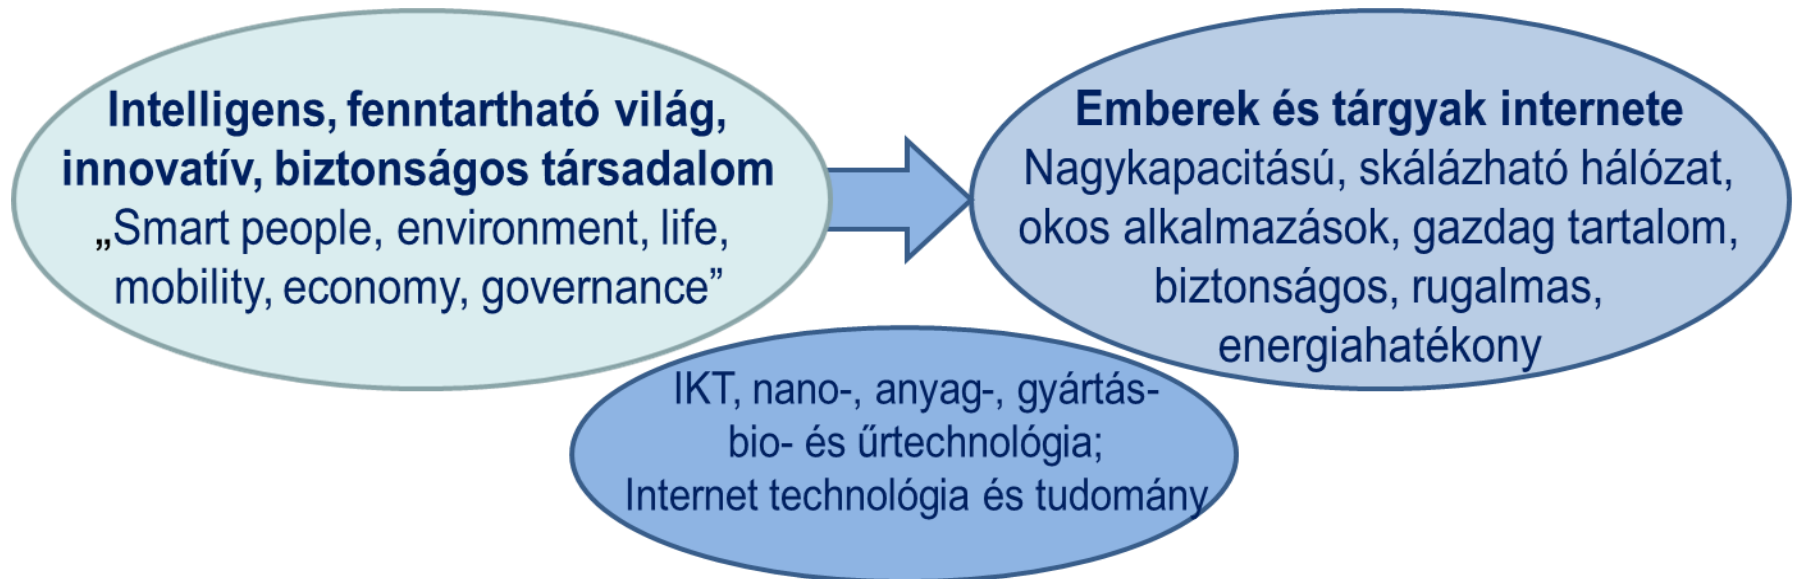 Intelligens, fenntartható világ,
innovatív, biztonságos társadalom
„Smart people, environment, life,
mobility, economy, governance”
Emberek és tárgyak internete
Nagykapacitású, skálázható hálózat,
okos alkalmazások, gazdag tartalom,
biztonságos, rugalmas,
energiahatékony
IKT, nano-, anyag-, gyártás-
bio- és űrtechnológia;
Internet technológia és tudomány